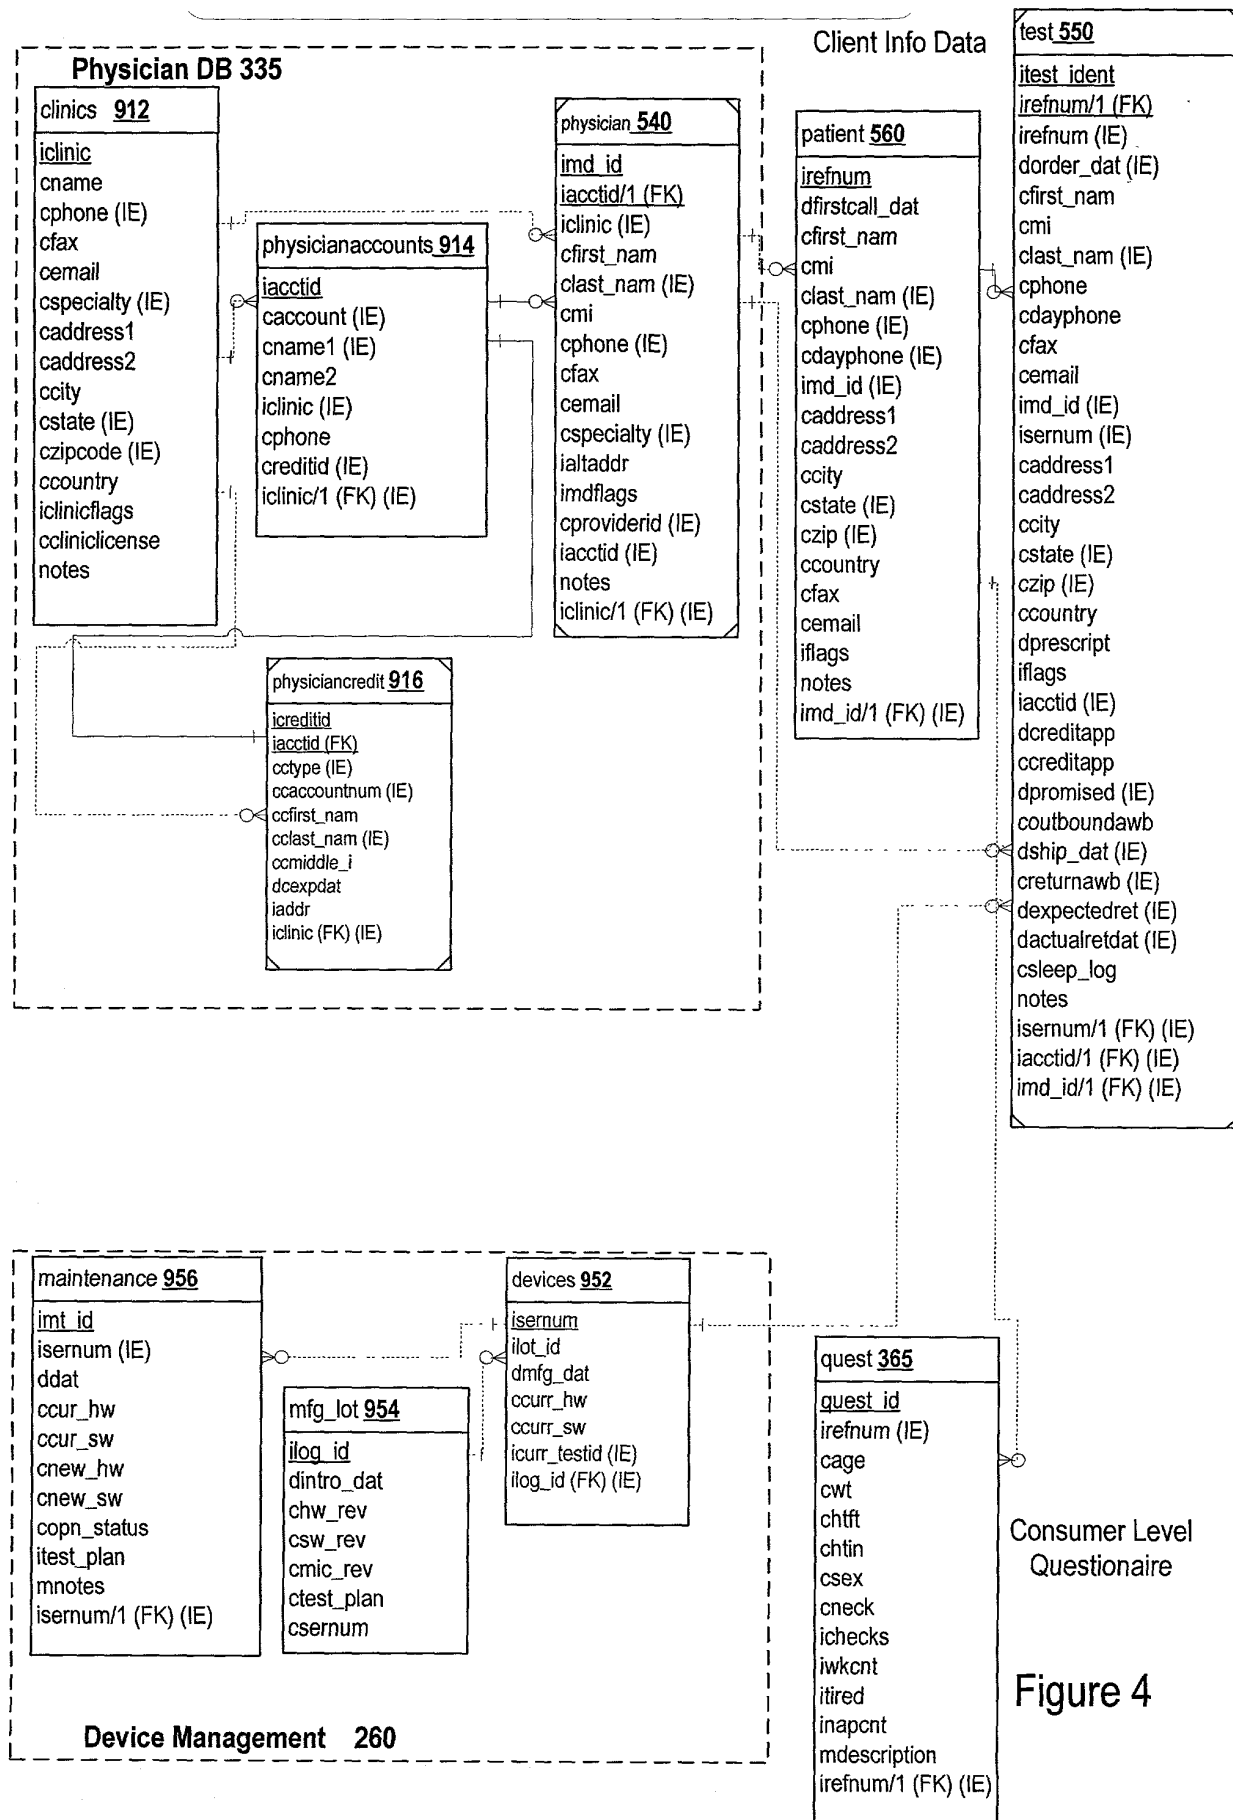 Client Info Data
Physician DB 335
clinics 912
iclinic
cname
cphone (IE)
cfax
cemail
cspecialty (IE)
caddress1
caddress2
ccity
cstate (IE)
czipcode (IE)
ccountry
iclinicflags
ccliniclicense
notes
physicianaccounts 914
iacctid
caccount (IE)
cname1 (IE)
cname2
iclinic (IE)
cphone
creditid (IE)
iclinic/1 (FK) (IE)
physician 540
imd_id
iacctid/1 (FK)
iclinic (IE)
cfirst_nam
clast_nam (IE)
cmi
cphone (IE)
cfax
cemail
cspecialty (IE)
ialtaddr
imdflags
cproviderid (IE)
iacctid (IE)
notes
iclinic/1 (FK) (IE)
physiciancredit 916
icreditid
iacctid (FK)
cctype (IE)
ccaccountnum (IE)
ccfirst_nam
cclast_nam (IE)
ccmiddle_i
dcexpdat
iaddr
iclinic (FK) (IE)
patient 560
irefnum
dfirstcall_dat
cfirst_nam
cmi
clast_nam (IE)
cphone (IE)
cdayphone (IE)
imd_id (IE)
caddress1
caddress2
ccity
cstate (IE)
czip (IE)
ccountry
cfax
cemail
iflags
notes
imd_id/1 (FK) (IE)
test 550
itest_ident
irefnum/1 (FK)
irefnum (IE)
dorder_dat (IE)
cfirst_nam
cmi
clast_nam (IE)
cphone
cdayphone
cfax
cemail
imd_id (IE)
isernum (IE)
caddress1
caddress2
ccity
cstate (IE)
czip (IE)
ccountry
dprescript
iflags
iacctid (IE)
dcreditapp
ccreditapp
dpromised (IE)
coutboundawb
dship_dat (IE)
creturnawb (IE)
dexpectedret (IE)
dactualretdat (IE)
csleep_log
notes
isernum/1 (FK) (IE)
iacctid/1 (FK) (IE)
imd_id/1 (FK) (IE)
maintenance 956
imt_id
isernum (IE)
ddat
ccur_hw
ccur_sw
cnew_hw
cnew_sw
copn_status
itest_plan
mnotes
isernum/1 (FK) (IE)
mfg_lot 954
ilog_id
dintro_dat
chw_rev
csw_rev
cmic_rev
ctest_plan
csernum
devices 952
isernum
ilot_id
dmfg_dat
ccurr_hw
ccurr_sw
icurr_testid (IE)
ilog_id (FK) (IE)
Device Management 260
quest 365
quest_id
irefnum (IE)
cage
cwt
chtft
chtin
csex
cneck
ichecks
iwkcnt
itired
inapcnt
mdescription
irefnum/1 (FK) (IE)
Consumer Level
Questionaire
Figure 4